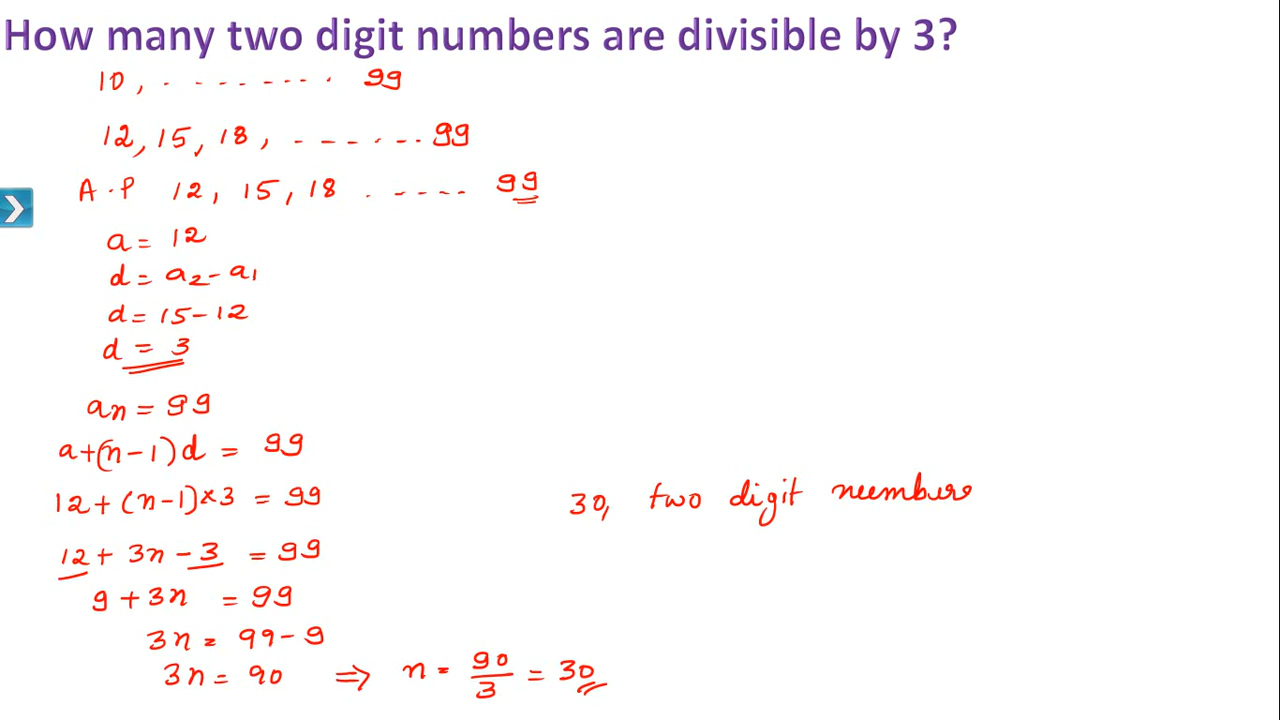 How many two digit numbers are divisible by 3?
10, ......... 99
12, 15, 18, ------- 99
A.P 12, 15, 18 ------ 99
a = 12
d = a₂ - a₁
d = 15 - 12
d = 3
an = 99
a + (n - 1) d = 99
12 + (n - 1) × 3 = 99
30, two digit numbers
12 + 3n - 3 = 99
9 + 3n = 99
3n = 99 - 9
3n = 90 ⇒ n = 90/3 = 30